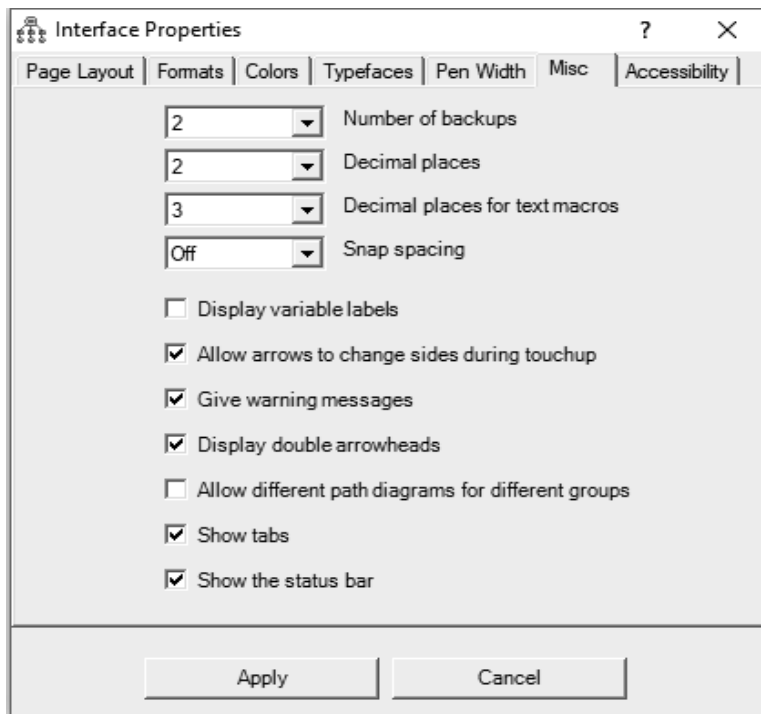 Interface Properties ?
Page Layout Formats Colors Typefaces Pen Width Misc Accessibility
2 Number of backups
2 Decimal places
3 Decimal places for text macros
Off Snap spacing
Display variable labels
Allow arrows to change sides during touchup
Give warning messages
Display double arrowheads
Allow different path diagrams for different groups
Show tabs
Show the status bar
Apply Cancel